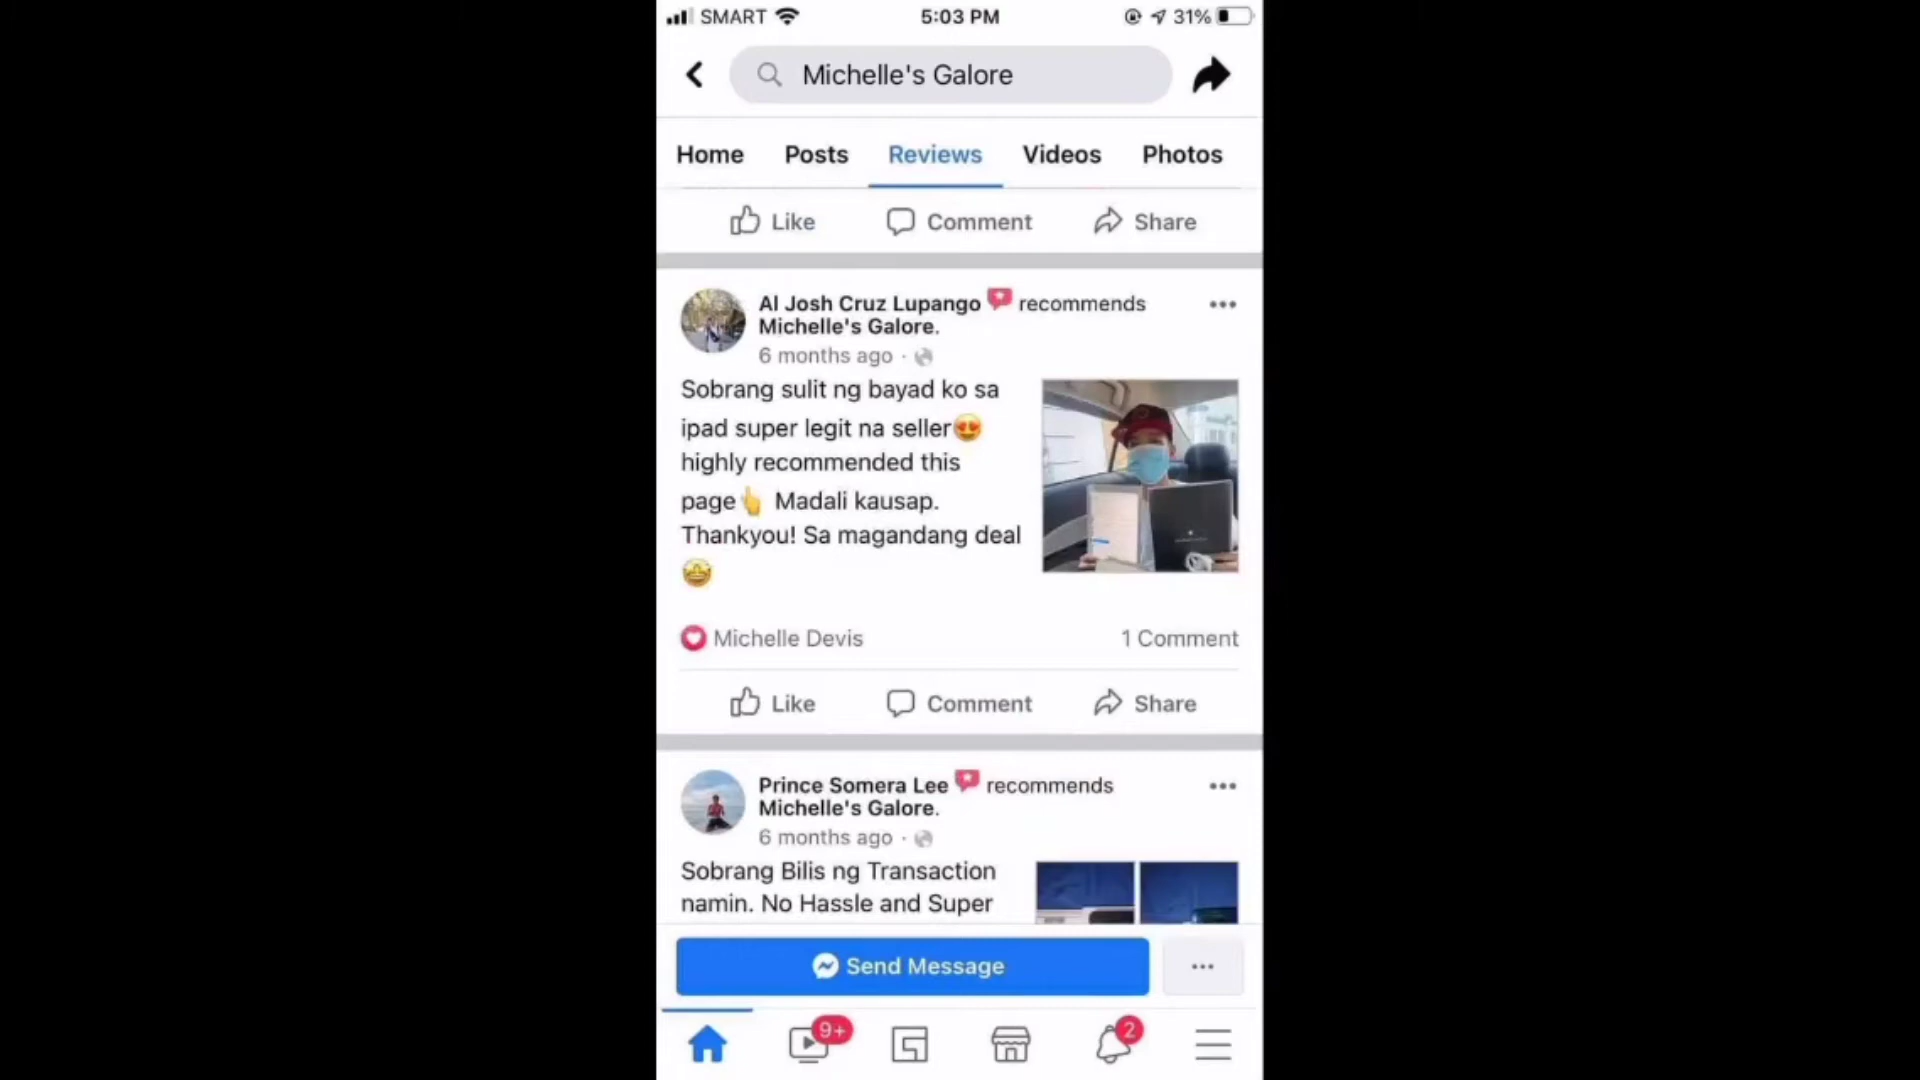 SMART 5:03 PM 31%
Michelle's Galore
Home Posts Reviews Videos Photos
Like Comment Share
Al Josh Cruz Lupango recommends
Michelle's Galore.
6 months ago ·
Sobrang sulit ng bayad ko sa
ipad super legit na seller😍
highly recommended this
page👆 Madali kausap.
Thankyou! Sa magandang deal
🤩
Michelle Devis 1 Comment
Like Comment Share
Prince Somera Lee recommends
Michelle's Galore.
6 months ago ·
Sobrang Bilis ng Transaction
namin. No Hassle and Super
Send Message ...
9+ 2